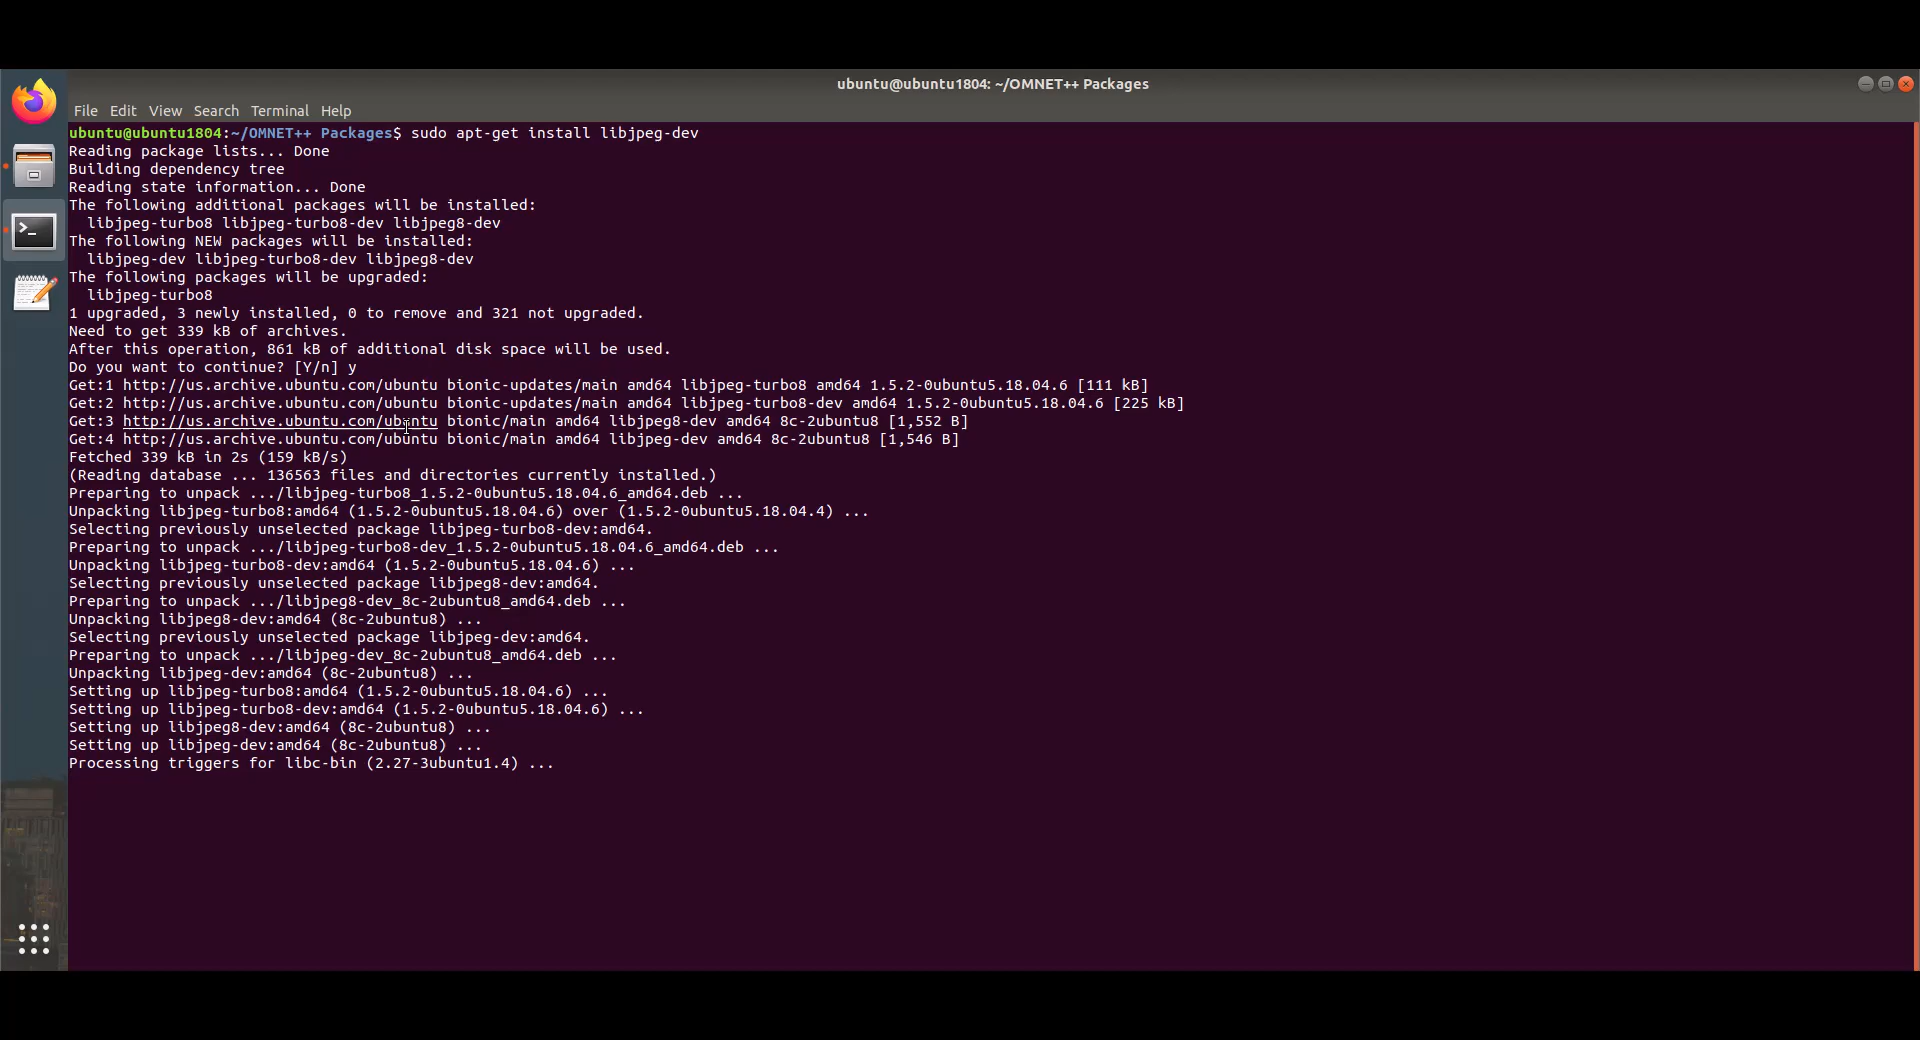 ubuntu@ubuntu1804: ~/OMNET++ Packages
File Edit View Search Terminal Help
ubuntu@ubuntu1804:~/OMNET++ Packages$ sudo apt-get install libjpeg-dev
Reading package lists... Done
Building dependency tree
Reading state information... Done
The following additional packages will be installed:
  libjpeg-turbo8 libjpeg-turbo8-dev libjpeg8-dev
The following NEW packages will be installed:
  libjpeg-dev libjpeg-turbo8-dev libjpeg8-dev
The following packages will be upgraded:
  libjpeg-turbo8
1 upgraded, 3 newly installed, 0 to remove and 321 not upgraded.
Need to get 339 kB of archives.
After this operation, 861 kB of additional disk space will be used.
Do you want to continue? [Y/n] y
Get:1 http://us.archive.ubuntu.com/ubuntu bionic-updates/main amd64 libjpeg-turbo8 amd64 1.5.2-0ubuntu5.18.04.6 [111 kB]
Get:2 http://us.archive.ubuntu.com/ubuntu bionic-updates/main amd64 libjpeg-turbo8-dev amd64 1.5.2-0ubuntu5.18.04.6 [225 kB]
Get:3 http://us.archive.ubuntu.com/ubuntu bionic/main amd64 libjpeg8-dev amd64 8c-2ubuntu8 [1,552 B]
Get:4 http://us.archive.ubuntu.com/ubuntu bionic/main amd64 libjpeg-dev amd64 8c-2ubuntu8 [1,546 B]
Fetched 339 kB in 2s (159 kB/s)
(Reading database ... 136563 files and directories currently installed.)
Preparing to unpack .../libjpeg-turbo8_1.5.2-0ubuntu5.18.04.6_amd64.deb ...
Unpacking libjpeg-turbo8:amd64 (1.5.2-0ubuntu5.18.04.6) over (1.5.2-0ubuntu5.18.04.4) ...
Selecting previously unselected package libjpeg-turbo8-dev:amd64.
Preparing to unpack .../libjpeg-turbo8-dev_1.5.2-0ubuntu5.18.04.6_amd64.deb ...
Unpacking libjpeg-turbo8-dev:amd64 (1.5.2-0ubuntu5.18.04.6) ...
Selecting previously unselected package libjpeg8-dev:amd64.
Preparing to unpack .../libjpeg8-dev_8c-2ubuntu8_amd64.deb ...
Unpacking libjpeg8-dev:amd64 (8c-2ubuntu8) ...
Selecting previously unselected package libjpeg-dev:amd64.
Preparing to unpack .../libjpeg-dev_8c-2ubuntu8_amd64.deb ...
Unpacking libjpeg-dev:amd64 (8c-2ubuntu8) ...
Setting up libjpeg-turbo8:amd64 (1.5.2-0ubuntu5.18.04.6) ...
Setting up libjpeg-turbo8-dev:amd64 (1.5.2-0ubuntu5.18.04.6) ...
Setting up libjpeg8-dev:amd64 (8c-2ubuntu8) ...
Setting up libjpeg-dev:amd64 (8c-2ubuntu8) ...
Processing triggers for libc-bin (2.27-3ubuntu1.4) ...